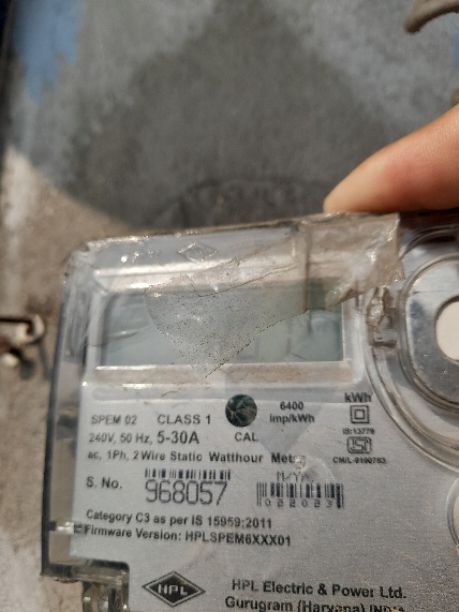 kWh
SPEM 02 CLASS 1 6400
imp/kWh
IS:13779
240V, 50 Hz, 5-30A CAL
ac, 1Ph, 2 Wire Static Watthour Meter
CM/L-9190783
S. No. 968057
Category C3 as per IS 15959:2011
Firmware Version: HPLSPEM6XXX01
HPL
HPL Electric & Power Ltd.
Gurugram (Haryana) INDIA